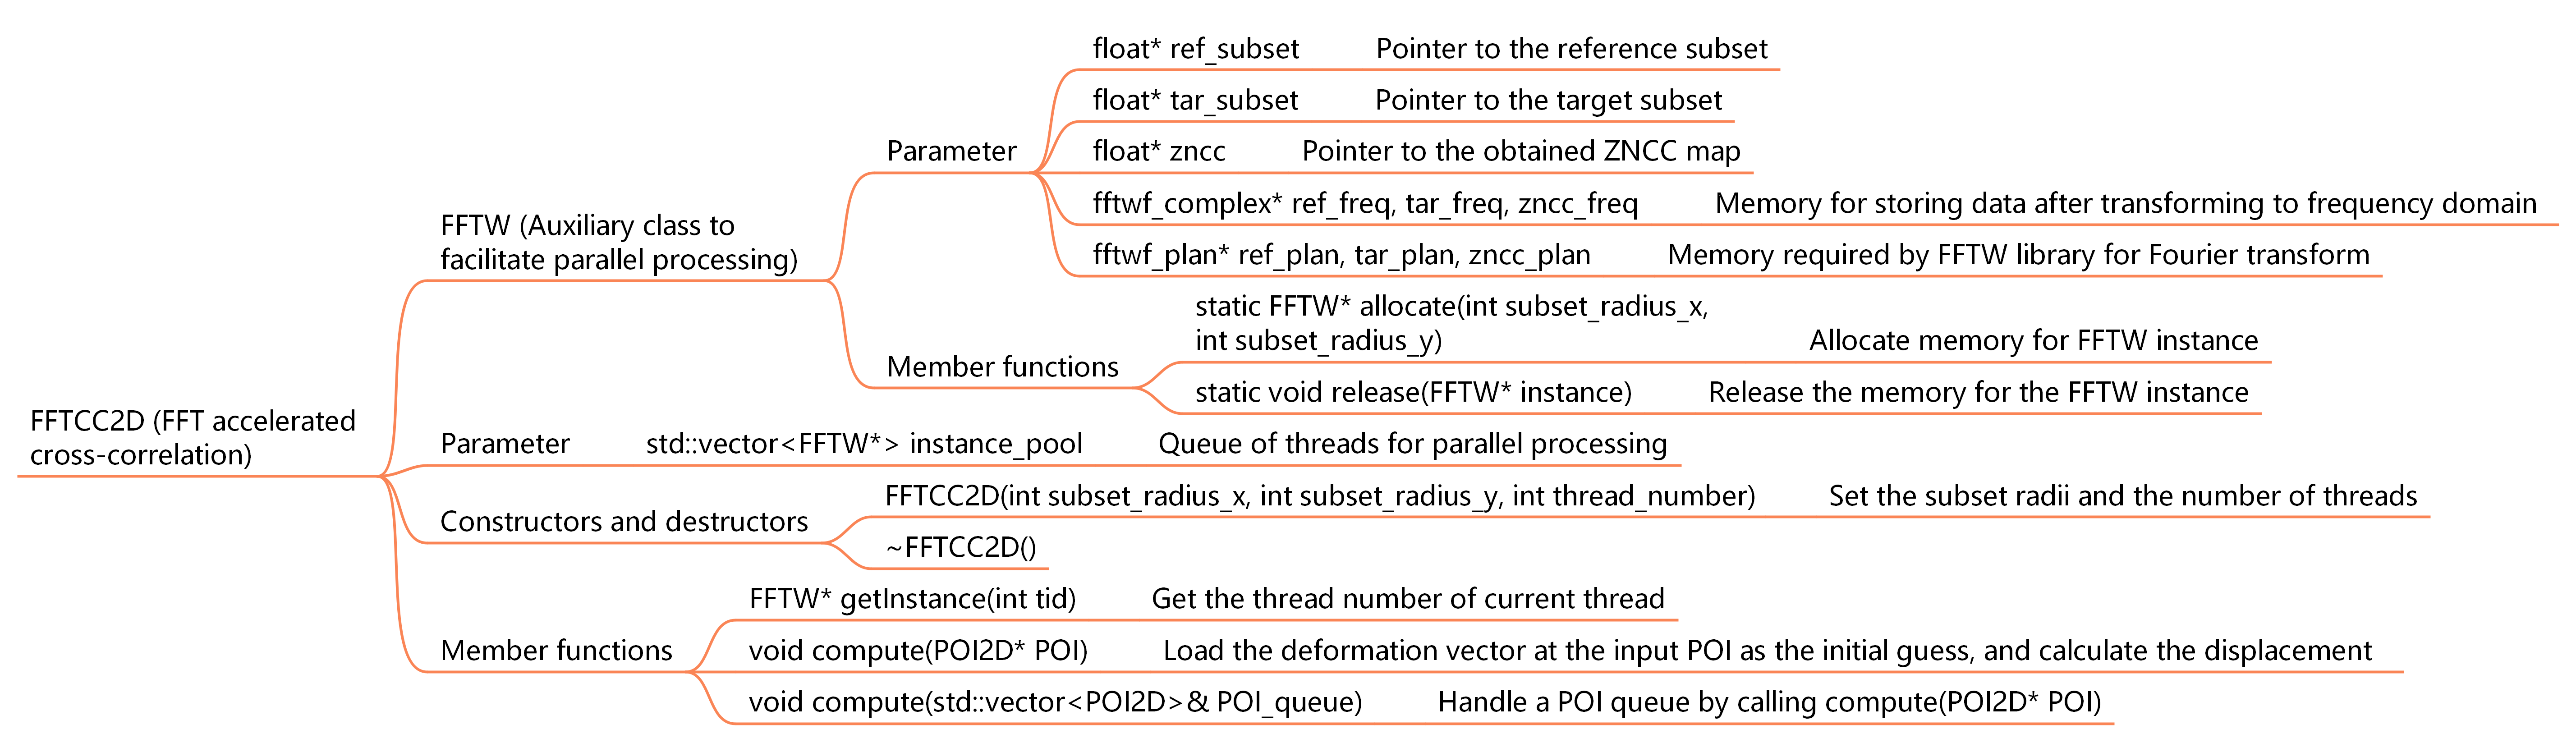 float* ref_subset Pointer to the reference subset
float* tar_subset Pointer to the target subset
Parameter float* zncc Pointer to the obtained ZNCC map
fftwf_complex* ref_freq, tar_freq, zncc_freq Memory for storing data after transforming to frequency domain
FFTW (Auxiliary class to
facilitate parallel processing)
fftwf_plan* ref_plan, tar_plan, zncc_plan Memory required by FFTW library for Fourier transform
static FFTW* allocate(int subset_radius_x,
int subset_radius_y) Allocate memory for FFTW instance
Member functions
static void release(FFTW* instance) Release the memory for the FFTW instance
FFTCC2D (FFT accelerated
cross-correlation)
Parameter std::vector<FFTW*> instance_pool Queue of threads for parallel processing
FFTCC2D(int subset_radius_x, int subset_radius_y, int thread_number) Set the subset radii and the number of threads
Constructors and destructors
~FFTCC2D()
FFTW* getInstance(int tid) Get the thread number of current thread
Member functions void compute(POI2D* POI) Load the deformation vector at the input POI as the initial guess, and calculate the displacement
void compute(std::vector<POI2D>& POI_queue) Handle a POI queue by calling compute(POI2D* POI)